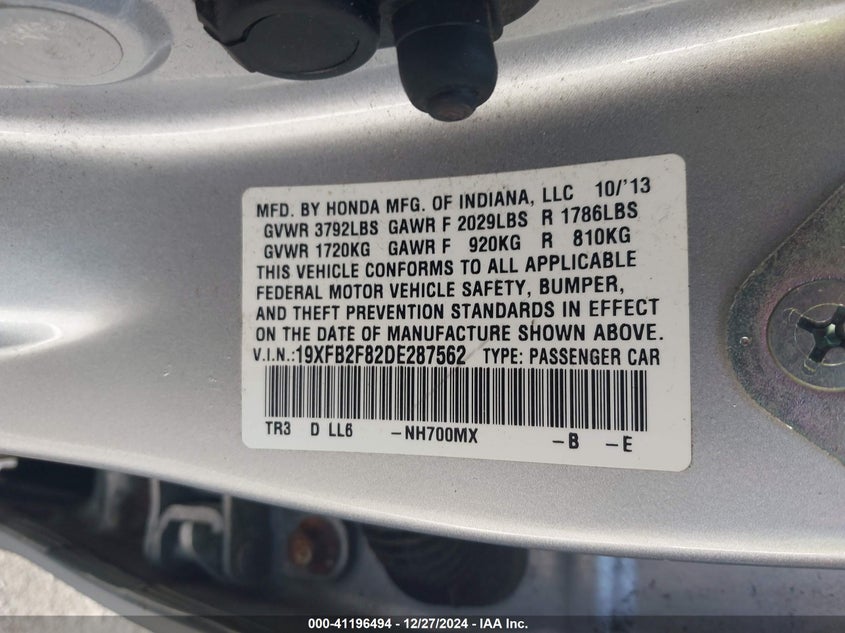 MFD. BY HONDA MFG. OF INDIANA, LLC 10/'13
GVWR 3792LBS GAWR F 2029LBS R 1786LBS
GVWR 1720KG GAWR F 920KG R 810KG
THIS VEHICLE CONFORMS TO ALL APPLICABLE
FEDERAL MOTOR VEHICLE SAFETY, BUMPER,
AND THEFT PREVENTION STANDARDS IN EFFECT
ON THE DATE OF MANUFACTURE SHOWN ABOVE.
V.I.N.:19XFB2F82DE287562 TYPE: PASSENGER CAR
TR3 D LL6 -NH700MX -B -E
000-41196494 - 12/27/2024 - IAA Inc.